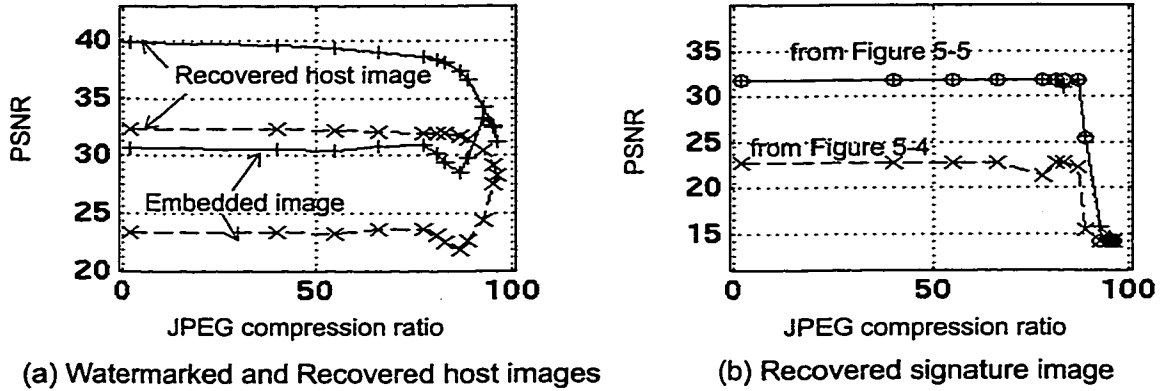 40
35
30
25
20
PSNR
Recovered host image
Embedded image
0
50
100
JPEG compression ratio
(a) Watermarked and Recovered host images
40
35
30
25
20
15
PSNR
from Figure 5-5
from Figure 5-4
0
50
100
JPEG compression ratio
(b) Recovered signature image